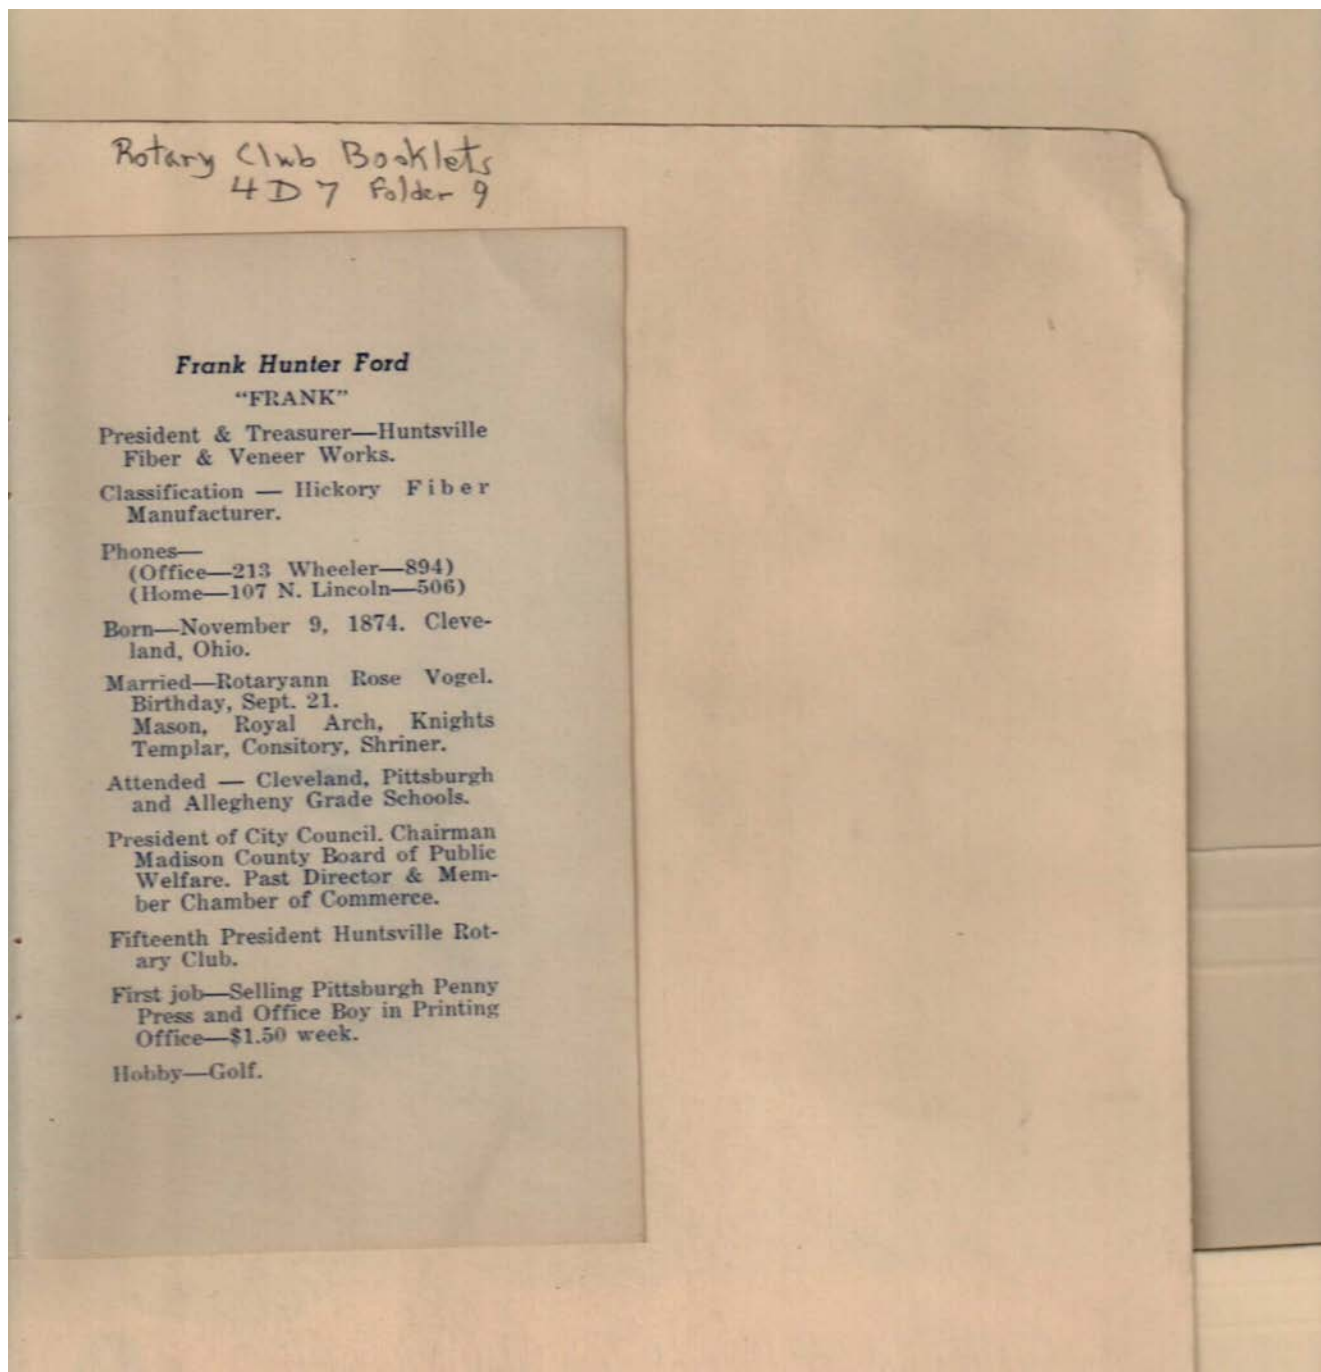 Rotary Club Booklets
4 D 7 Folder 9
Frank Hunter Ford
"FRANK"
President & Treasurer—Huntsville
Fiber & Veneer Works.
Classification — Hickory Fiber
Manufacturer.
Phones—
(Office—213 Wheeler—894)
(Home—107 N. Lincoln—506)
Born—November 9, 1874. Cleve-
land, Ohio.
Married—Rotaryann Rose Vogel.
Birthday, Sept. 21.
Mason, Royal Arch, Knights
Templar, Consitory, Shriner.
Attended — Cleveland, Pittsburgh
and Allegheny Grade Schools.
President of City Council. Chairman
Madison County Board of Public
Welfare. Past Director & Mem-
ber Chamber of Commerce.
Fifteenth President Huntsville Rot-
ary Club.
First job—Selling Pittsburgh Penny
Press and Office Boy in Printing
Office—$1.50 week.
Hobby—Golf.